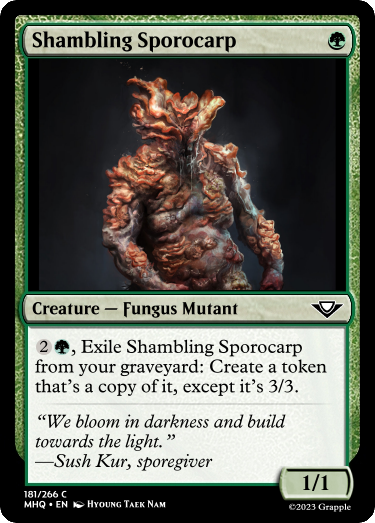 Shambling Sporocarp
2, Exile Shambling Sporocarp
from your graveyard: Create a token
that’s a copy of it, except it’s 3/3.
“We bloom in darkness and build
towards the light.”
—Sush Kur, sporegiver
Creature — Fungus Mutant
1/1
181/266 C
MHQ • EN Hyoung Taek Nam
©2023 Grapple